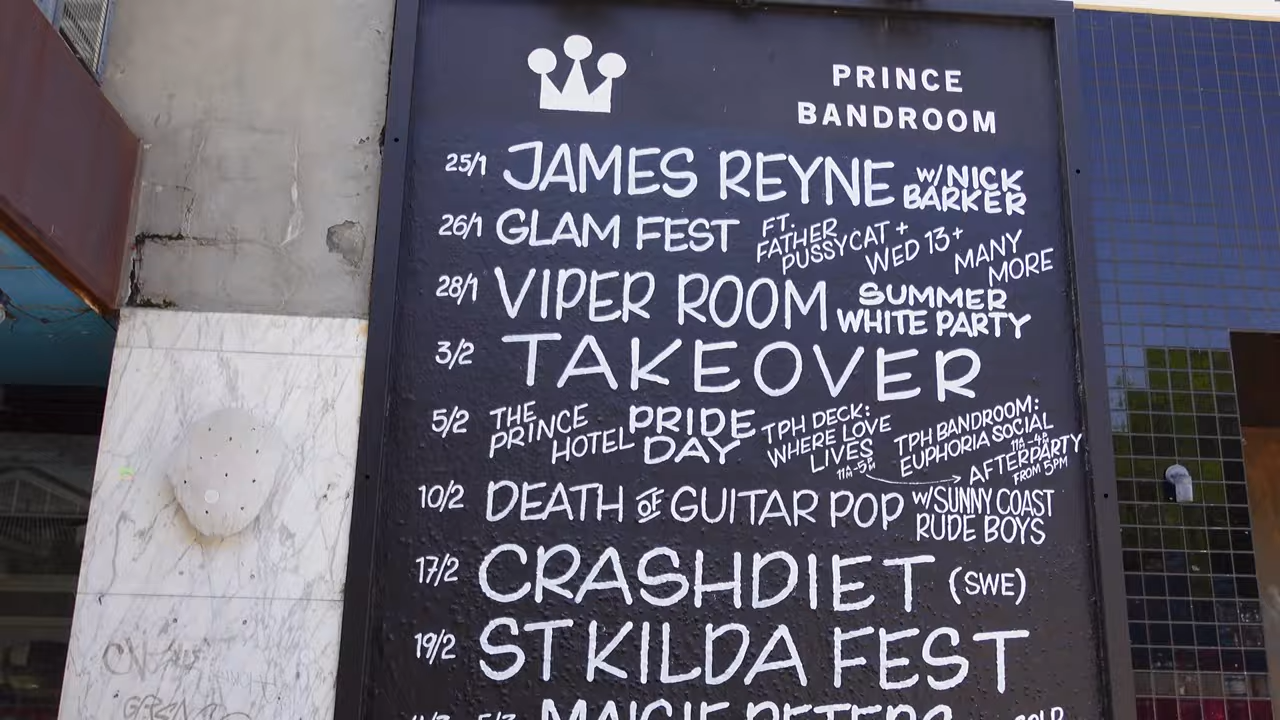 PRINCE
BANDROOM
25/1 JAMES REYNE W/ NICK BARKER
26/1 GLAM FEST FT. FATHER PUSSYCAT + WED 13 + MANY MORE
28/1 VIPER ROOM SUMMER WHITE PARTY
3/2 TAKEOVER
5/2 THE PRINCE HOTEL PRIDE DAY TPH DECK: WHERE LOVE LIVES 11A-5P TPH BANDROOM: EUPHORIA SOCIAL 11A-4P AFTERPARTY FROM 5PM
10/2 DEATH OF GUITAR POP W/ SUNNY COAST RUDE BOYS
17/2 CRASHDIET (SWE)
19/2 ST KILDA FEST
MAISIE PETERS SOLD